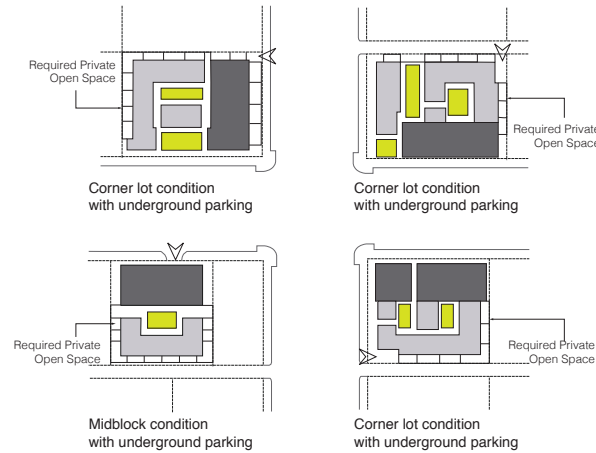 Required Private
Open Space
Corner lot condition
with underground parking
Required Private
Open Space
Corner lot condition
with underground parking
Required Private
Open Space
Midblock condition
with underground parking
Required Private
Open Space
Corner lot condition
with underground parking